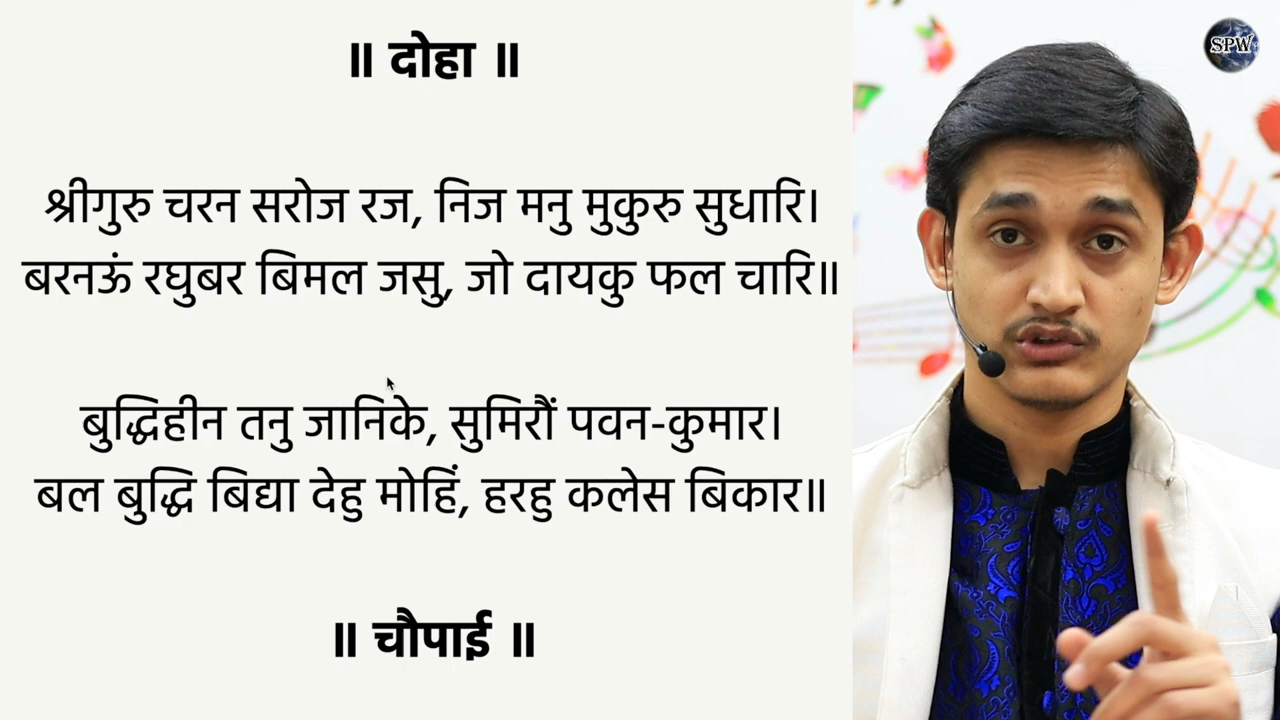 ॥ दोहा ॥
श्रीगुरु चरन सरोज रज, निज मनु मुकुरु सुधारि।
बरनऊं रघुबर बिमल जसु, जो दायकु फल चारि॥
बुद्धिहीन तनु जानिके, सुमिरौं पवन-कुमार।
बल बुद्धि बिद्या देहु मोहिं, हरहु कलेस बिकार॥
॥ चौपाई ॥
SPW